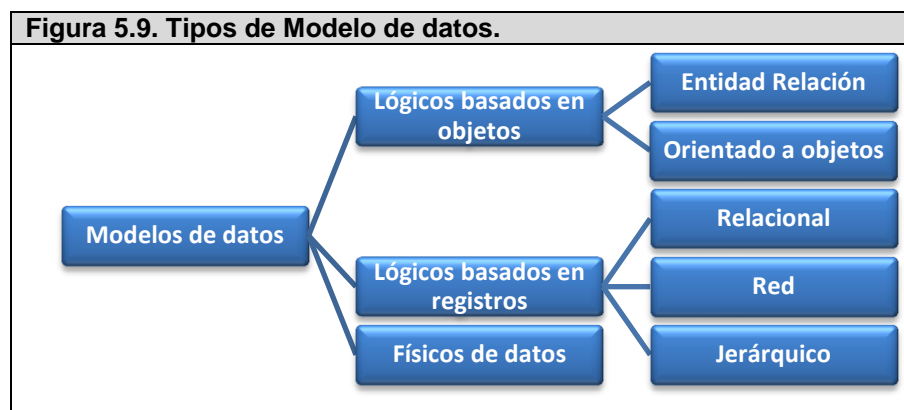 Figura 5.9. Tipos de Modelo de datos.
Modelos de datos
Lógicos basados en
objetos
Entidad Relación
Orientado a objetos
Lógicos basados en
registros
Relacional
Red
Jerárquico
Físicos de datos